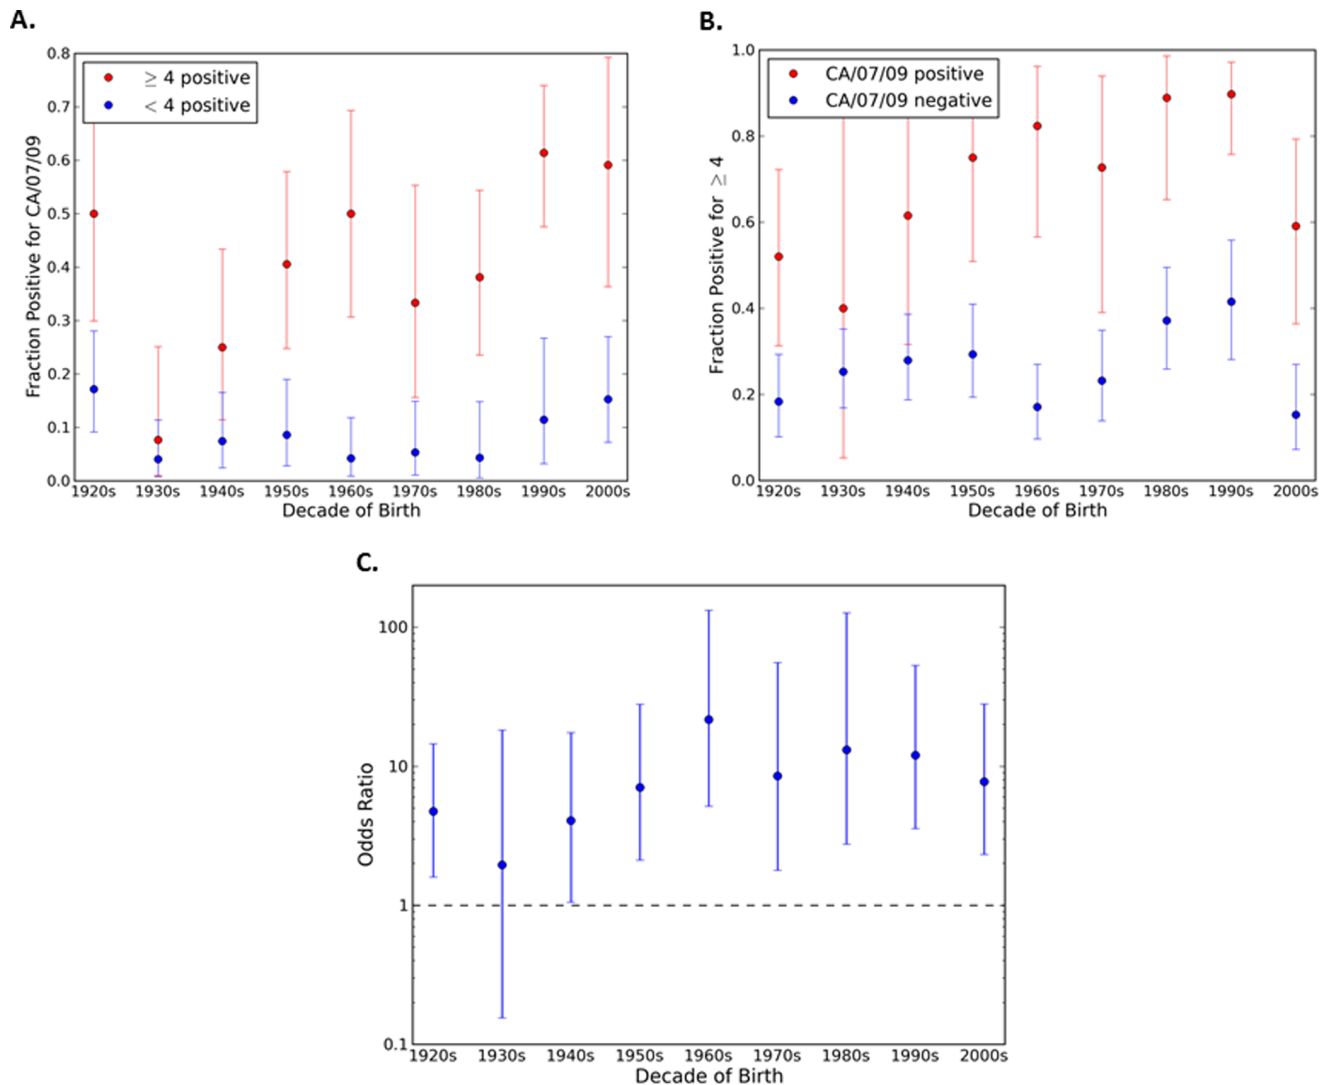 A.
Fraction Positive for CA/07/09
0.8
0.7
0.6
0.5
0.4
0.3
0.2
0.1
0.0
≥ 4 positive
< 4 positive
1920s 1930s 1940s 1950s 1960s 1970s 1980s 1990s 2000s
Decade of Birth
B.
Fraction Positive for ≥ 4
1.0
0.8
0.6
0.4
0.2
0.0
CA/07/09 positive
CA/07/09 negative
1920s 1930s 1940s 1950s 1960s 1970s 1980s 1990s 2000s
Decade of Birth
C.
Odds Ratio
100
10
1
0.1
1920s 1930s 1940s 1950s 1960s 1970s 1980s 1990s 2000s
Decade of Birth